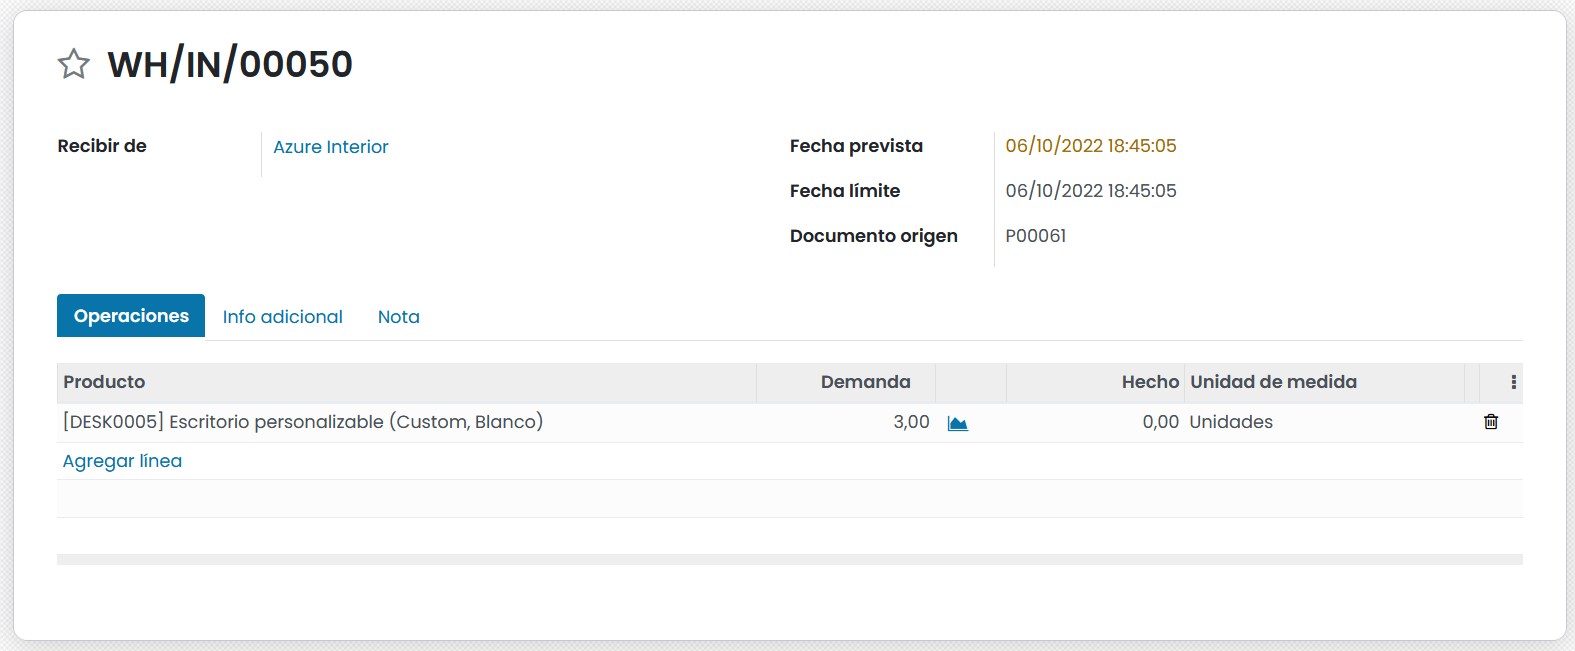 WH/IN/00050
Recibir de
Azure Interior
Fecha prevista
06/10/2022 18:45:05
Fecha límite
06/10/2022 18:45:05
Documento origen
P00061
Operaciones
Info adicional
Nota
Producto
Demanda
Hecho
Unidad de medida
[DESK0005] Escritorio personalizable (Custom, Blanco)
3,00
0,00
Unidades
Agregar línea